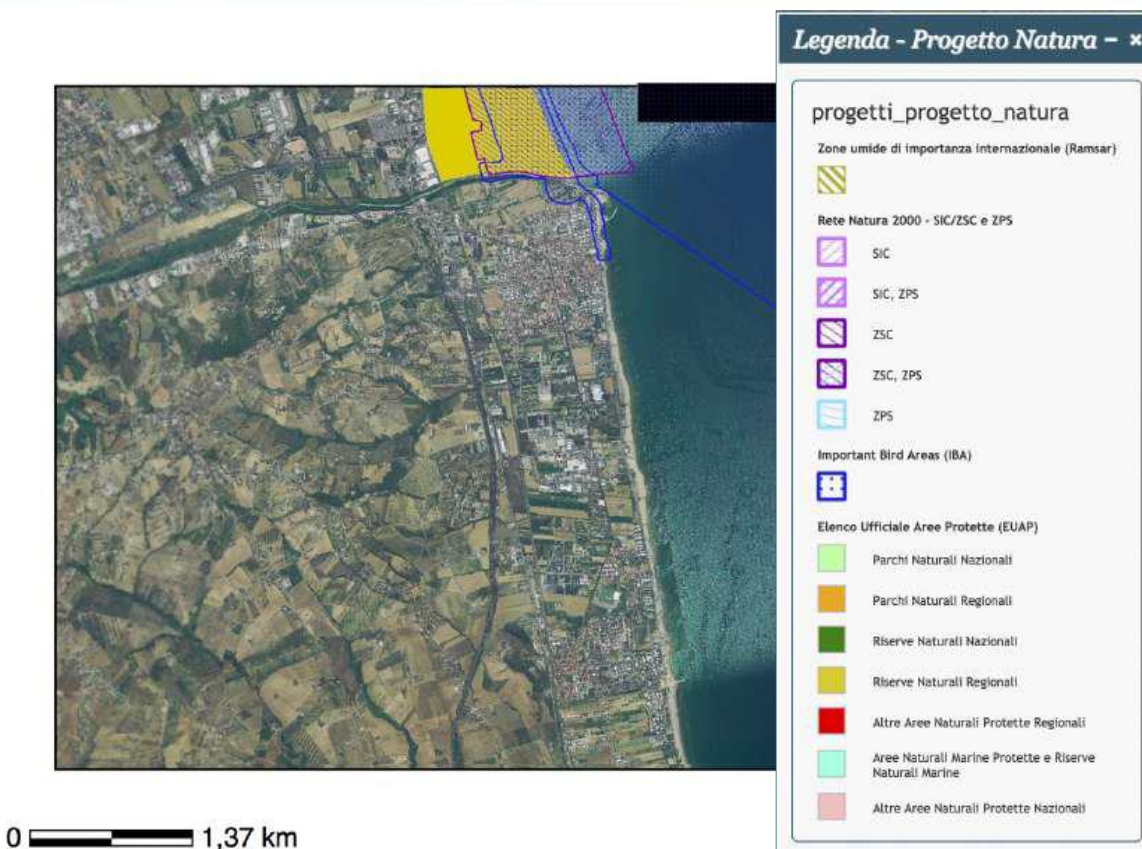 Legenda - Progetto Natura – ×
progetti_progetto_natura
Zone umide di importanza internazionale (Ramsar)
Rete Natura 2000 - SIC/ZSC e ZPS
SIC
SIC, ZPS
ZSC
ZSC, ZPS
ZPS
Important Bird Areas (IBA)
Elenco Ufficiale Aree Protette (EUAP)
Parchi Naturali Nazionali
Parchi Naturali Regionali
Riserve Naturali Nazionali
Riserve Naturali Regionali
Altre Aree Naturali Protette Regionali
Aree Naturali Marine Protette e Riserve
Naturali Marine
Altre Aree Naturali Protette Nazionali
0 1,37 km